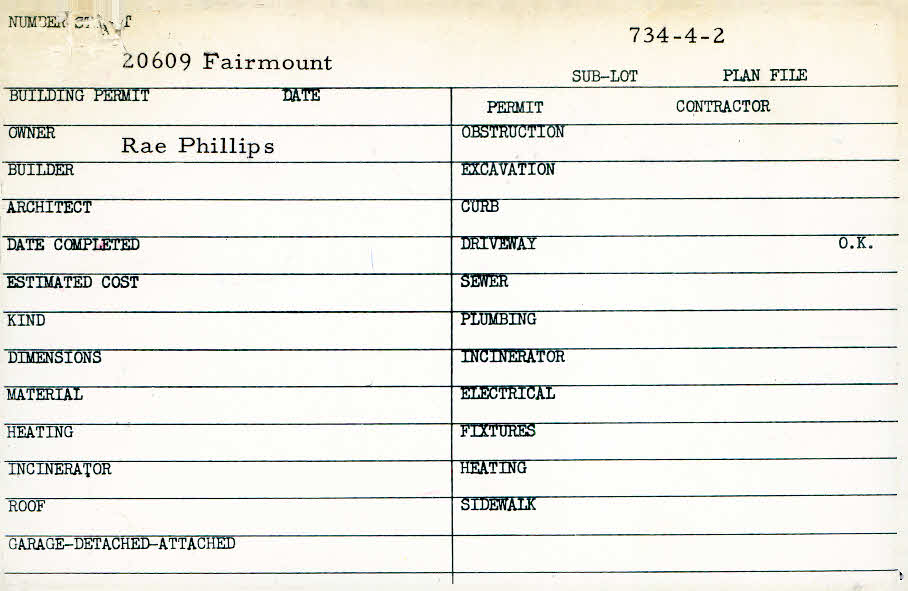 NUMBER STREET
734-4-2
20609 Fairmount
SUB-LOT PLAN FILE
BUILDING PERMIT DATE
PERMIT CONTRACTOR
OWNER Rae Phillips
OBSTRUCTION
BUILDER
EXCAVATION
ARCHITECT
CURB
DATE COMPLETED
DRIVEWAY O.K.
ESTIMATED COST
SEWER
KIND
PLUMBING
DIMENSIONS
INCINERATOR
MATERIAL
ELECTRICAL
HEATING
FIXTURES
INCINERATOR
HEATING
ROOF
SIDEWALK
GARAGE-DETACHED-ATTACHED